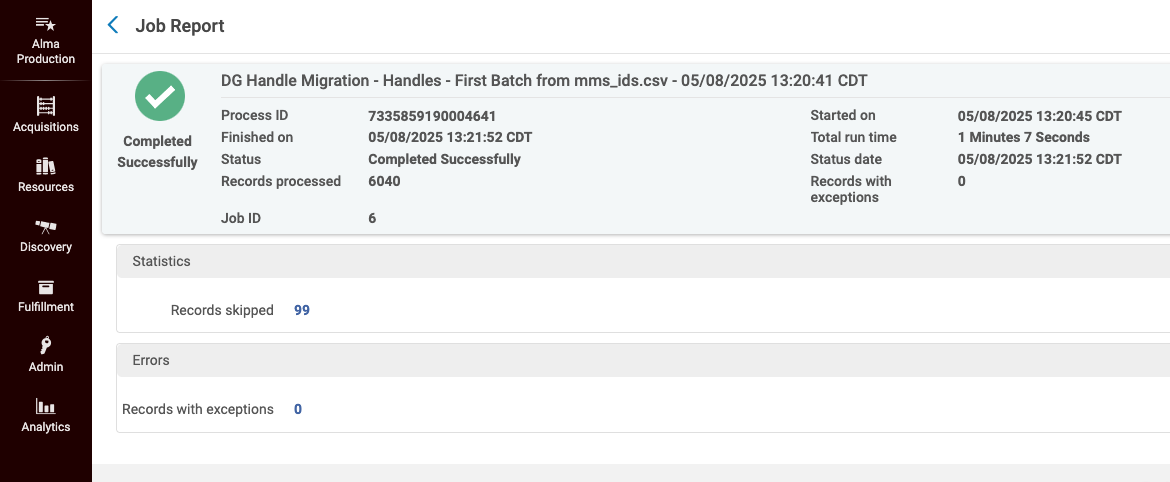 Alma
Production
Acquisitions
Resources
Discovery
Fulfillment
Admin
Analytics
Job Report
Completed
Successfully
DG Handle Migration - Handles - First Batch from mms_ids.csv - 05/08/2025 13:20:41 CDT
Process ID 7335859190004641 Started on 05/08/2025 13:20:45 CDT
Finished on 05/08/2025 13:21:52 CDT Total run time 1 Minutes 7 Seconds
Status Completed Successfully Status date 05/08/2025 13:21:52 CDT
Records processed 6040 Records with exceptions 0
Job ID 6
Statistics
Records skipped 99
Errors
Records with exceptions 0